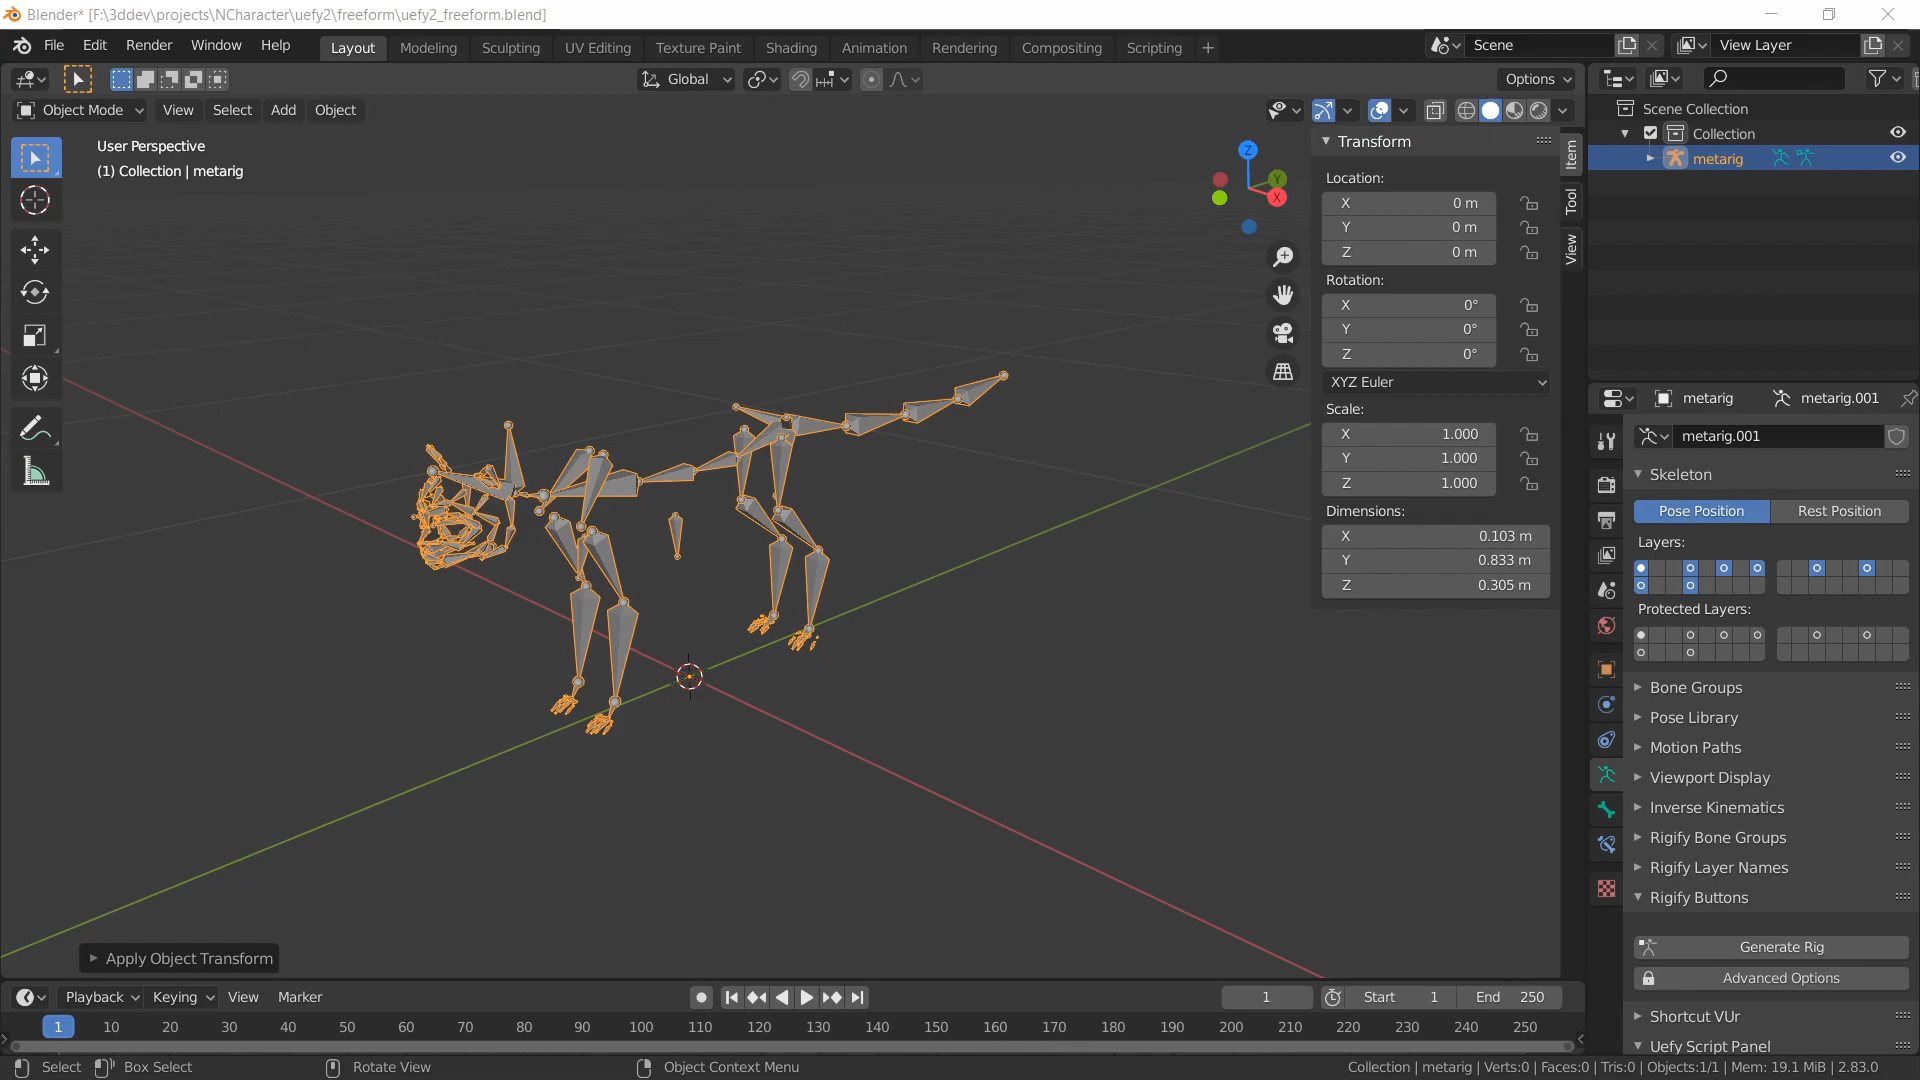 Blender* [F:\3ddev\projects\NCharacter\uefy2\freeform\uefy2_freeform.blend]
File Edit Render Window Help Layout Modeling Sculpting UV Editing Texture Paint Shading Animation Rendering Compositing Scripting + Scene View Layer
Global Options
Object Mode View Select Add Object
User Perspective
(1) Collection | metarig
Z
Y
X
Transform
Location:
X 0 m
Y 0 m
Z 0 m
Rotation:
X 0°
Y 0°
Z 0°
XYZ Euler
Scale:
X 1.000
Y 1.000
Z 1.000
Dimensions:
X 0.103 m
Y 0.833 m
Z 0.305 m
Item
Tool
View
Scene Collection
Collection
metarig
metarig metarig.001
metarig.001
Skeleton
Pose Position Rest Position
Layers:
Protected Layers:
Bone Groups
Pose Library
Motion Paths
Viewport Display
Inverse Kinematics
Rigify Bone Groups
Rigify Layer Names
Rigify Buttons
Generate Rig
Advanced Options
Shortcut VUr
Uefy Script Panel
Apply Object Transform
Playback Keying View Marker 1 Start 1 End 250
1 10 20 30 40 50 60 70 80 90 100 110 120 130 140 150 160 170 180 190 200 210 220 230 240 250
Select Box Select Rotate View Object Context Menu Collection | metarig | Verts:0 | Faces:0 | Tris:0 | Objects:1/1 | Mem: 19.1 MiB | 2.83.0